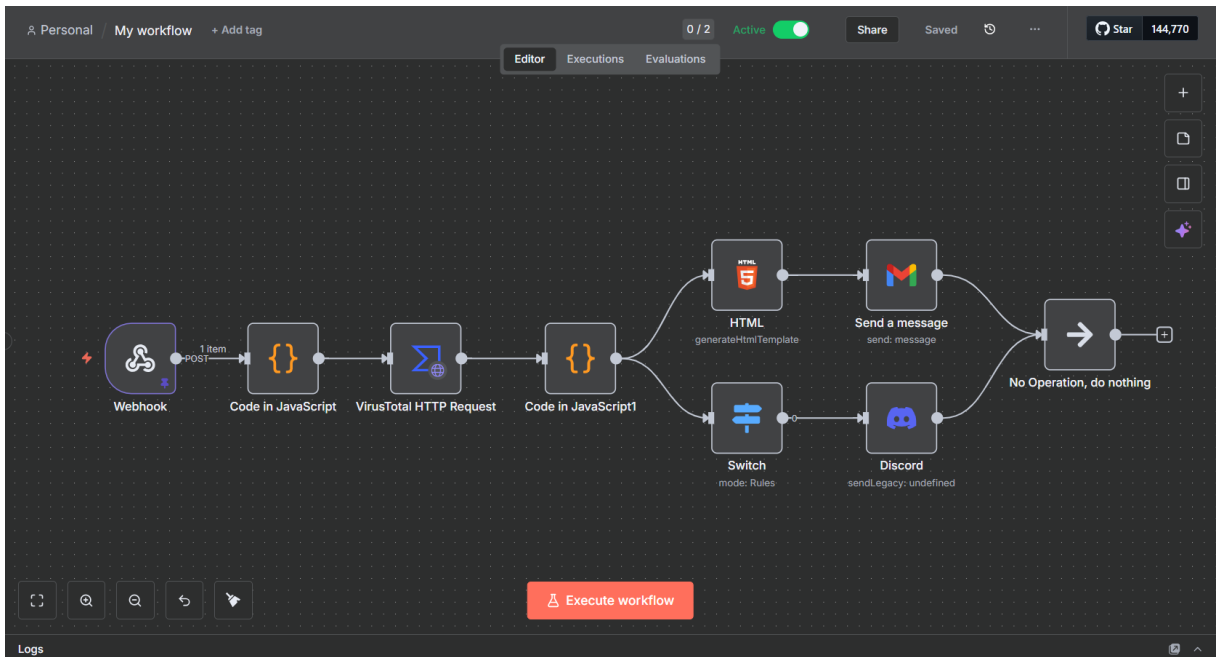 Personal / My workflow + Add tag
0 / 2 Active Share Saved ... Star 144,770
Editor Executions Evaluations
HTML
HTML
generateHtmlTemplate
Send a message
send: message
1 item
POST
Webhook
Code in JavaScript
VirusTotal HTTP Request
Code in JavaScript1
No Operation, do nothing
0
Switch
mode: Rules
Discord
sendLegacy: undefined
Execute workflow
Logs